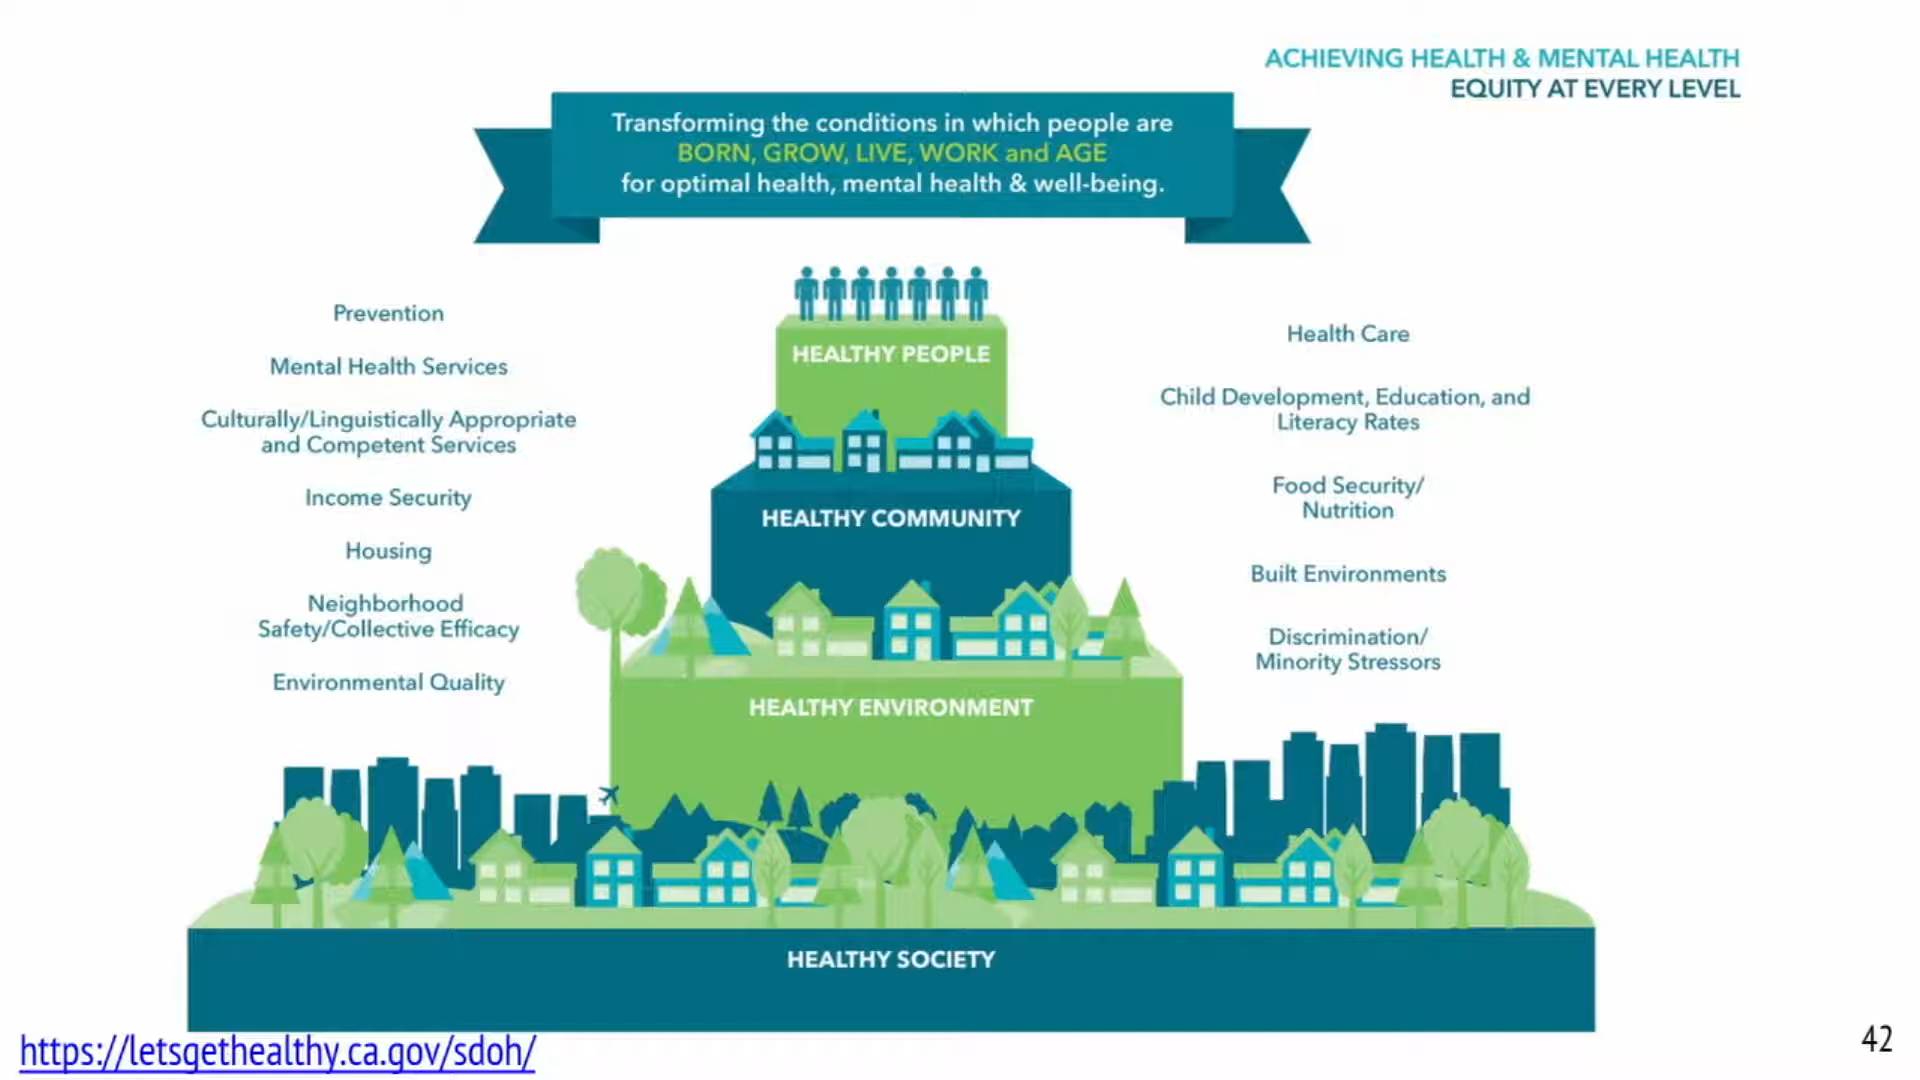 ACHIEVING HEALTH & MENTAL HEALTH
EQUITY AT EVERY LEVEL
Transforming the conditions in which people are
BORN, GROW, LIVE, WORK and AGE
for optimal health, mental health & well-being.
Prevention
Mental Health Services
Culturally/Linguistically Appropriate
and Competent Services
Income Security
Housing
Neighborhood
Safety/Collective Efficacy
Environmental Quality
HEALTHY PEOPLE
HEALTHY COMMUNITY
HEALTHY ENVIRONMENT
HEALTHY SOCIETY
Health Care
Child Development, Education, and
Literacy Rates
Food Security/
Nutrition
Built Environments
Discrimination/
Minority Stressors
https://letsgethealthy.ca.gov/sdoh/
42